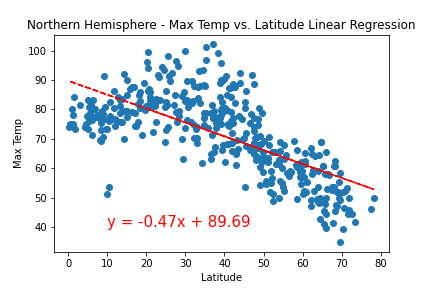 Northern Hemisphere - Max Temp vs. Latitude Linear Regression
100
90
80
70
60
50
40
Max Temp
y = -0.47x + 89.69
0 10 20 30 40 50 60 70 80
Latitude